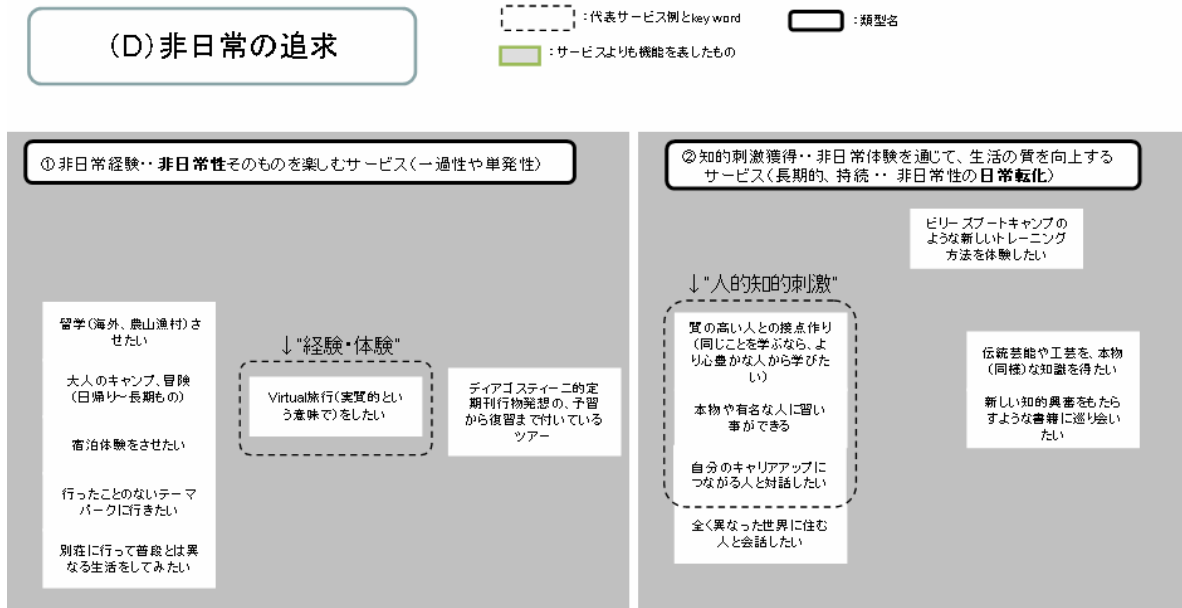 (D)非日常の追求
:代表サービス例とkey word
:類型名
:サービスよりも機能を表したもの
①非日常経験‥非日常性そのものを楽しむサービス(一過性や単発性)
留学(海外、農山漁村)さ
せたい
大人のキャンプ、冒険
(日帰り～長期もの)
宿泊体験をさせたい
行ったことのないテーマ
パークに行きたい
別荘に行って普段とは異
なる生活をしてみたい
↓"経験・体験"
Virtual旅行(実質的とい
う意味で)をしたい
ディアゴスティーニ的定
期刊行物発想の、予習
から復習まで付いている
ツアー
②知的刺激獲得‥非日常体験を通じて、生活の質を向上する
サービス(長期的、持続‥ 非日常性の日常転化)
ビリーズブートキャンプの
ような新しいトレーニング
方法を体験したい
↓"人的知的刺激"
質の高い人との接点作り
(同じことを学ぶなら、よ
り心豊かな人から学びた
い)
本物や有名な人に習い
事ができる
自分のキャリアアップに
つながる人と対話したい
全く異なった世界に住む
人と会話したい
伝統芸能や工芸を、本物
(同様)な知識を得たい
新しい知的興奮をもたら
すような書籍に巡り会い
たい